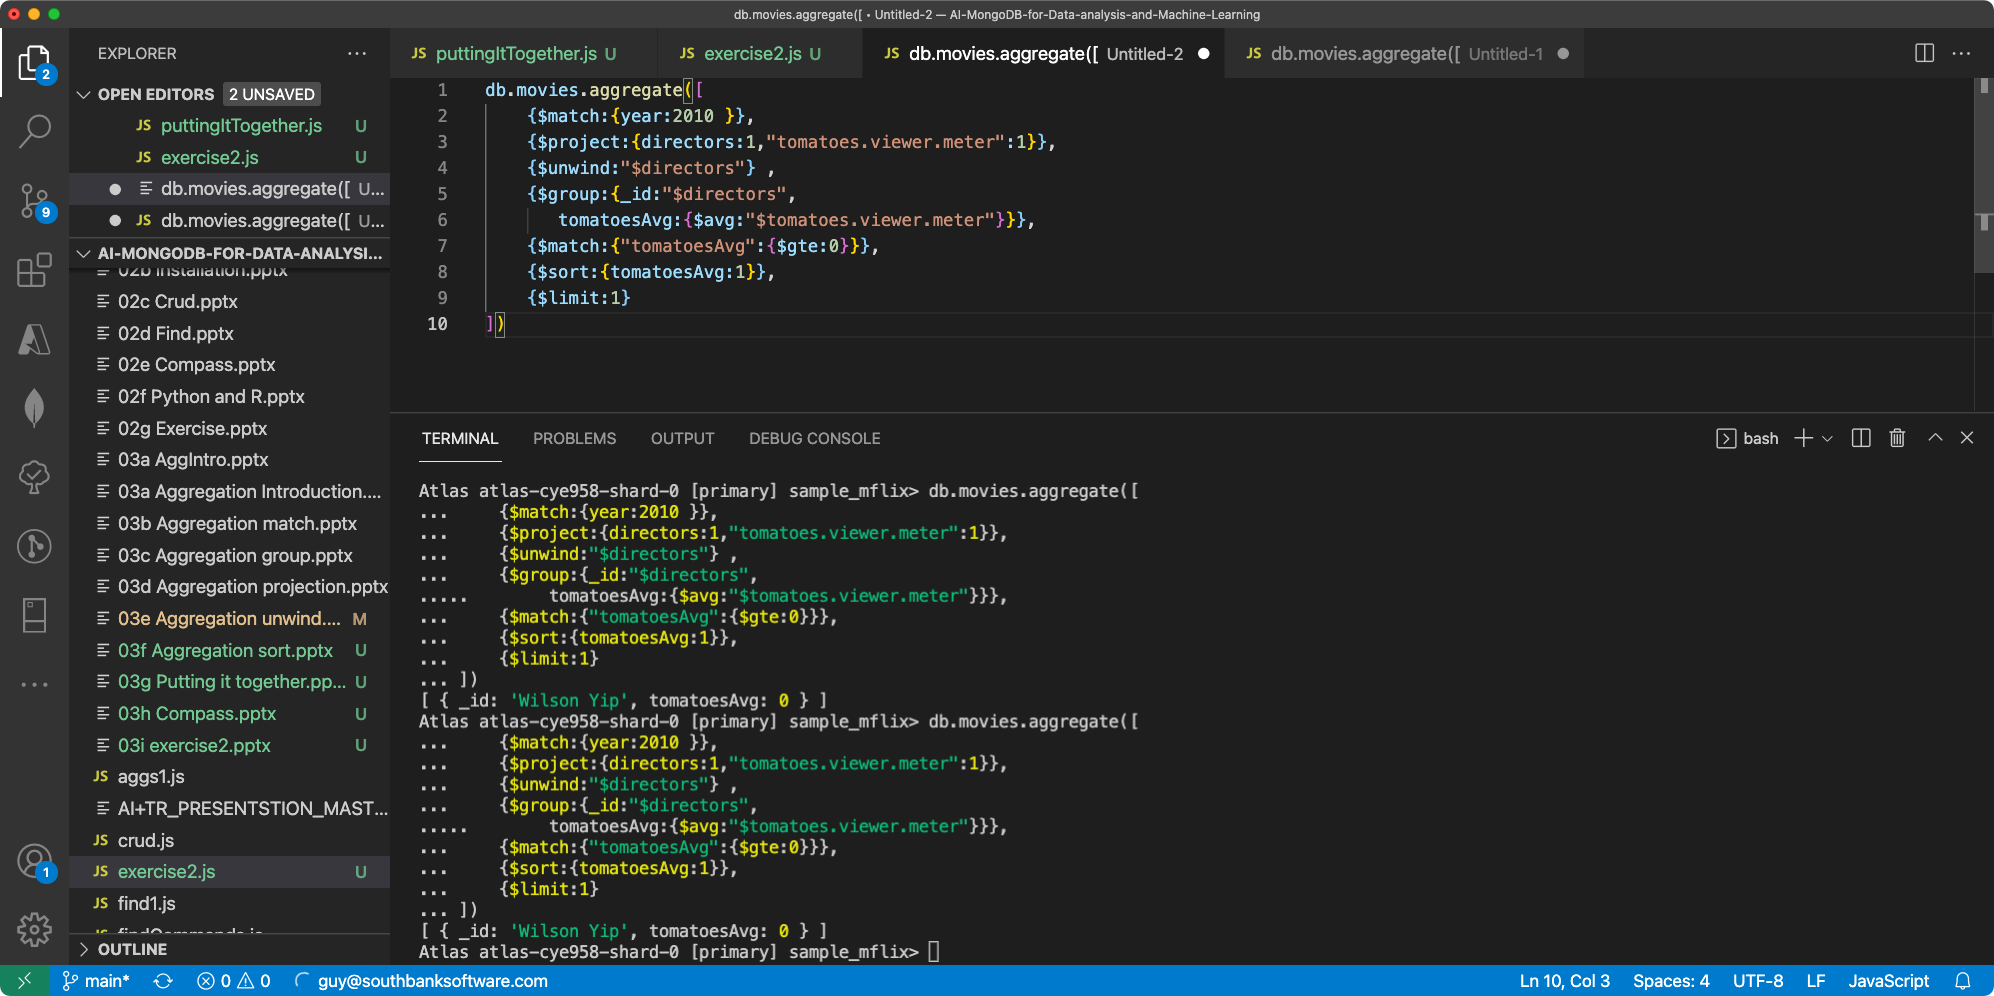 db.movies.aggregate([ • Untitled-2 — AI-MongoDB-for-Data-analysis-and-Machine-Learning
EXPLORER
OPEN EDITORS 2 UNSAVED
JS puttingItTogether.js U
JS exercise2.js U
db.movies.aggregate([ U...
JS db.movies.aggregate([ U...
AI-MONGODB-FOR-DATA-ANALYSI...
02b Installation.pptx
02c Crud.pptx
02d Find.pptx
02e Compass.pptx
02f Python and R.pptx
02g Exercise.pptx
03a AggIntro.pptx
03a Aggregation Introduction....
03b Aggregation match.pptx
03c Aggregation group.pptx
03d Aggregation projection.pptx
03e Aggregation unwind.... M
03f Aggregation sort.pptx U
03g Putting it together.pp... U
03h Compass.pptx U
03i exercise2.pptx U
JS aggs1.js
AI+TR_PRESENTSTION_MAST...
JS crud.js
JS exercise2.js U
JS find1.js
OUTLINE
2
9
1
JS puttingItTogether.js U JS exercise2.js U JS db.movies.aggregate([ Untitled-2 JS db.movies.aggregate([ Untitled-1
1 db.movies.aggregate([
2 {$match:{year:2010 }},
3 {$project:{directors:1,"tomatoes.viewer.meter":1}},
4 {$unwind:"$directors"} ,
5 {$group:{_id:"$directors",
6 tomatoesAvg:{$avg:"$tomatoes.viewer.meter"}}},
7 {$match:{"tomatoesAvg":{$gte:0}}},
8 {$sort:{tomatoesAvg:1}},
9 {$limit:1}
10 ])
TERMINAL PROBLEMS OUTPUT DEBUG CONSOLE bash
Atlas atlas-cye958-shard-0 [primary] sample_mflix> db.movies.aggregate([
... {$match:{year:2010 }},
... {$project:{directors:1,"tomatoes.viewer.meter":1}},
... {$unwind:"$directors"} ,
... {$group:{_id:"$directors",
..... tomatoesAvg:{$avg:"$tomatoes.viewer.meter"}}},
... {$match:{"tomatoesAvg":{$gte:0}}},
... {$sort:{tomatoesAvg:1}},
... {$limit:1}
... ])
[ { _id: 'Wilson Yip', tomatoesAvg: 0 } ]
Atlas atlas-cye958-shard-0 [primary] sample_mflix> db.movies.aggregate([
... {$match:{year:2010 }},
... {$project:{directors:1,"tomatoes.viewer.meter":1}},
... {$unwind:"$directors"} ,
... {$group:{_id:"$directors",
..... tomatoesAvg:{$avg:"$tomatoes.viewer.meter"}}},
... {$match:{"tomatoesAvg":{$gte:0}}},
... {$sort:{tomatoesAvg:1}},
... {$limit:1}
... ])
[ { _id: 'Wilson Yip', tomatoesAvg: 0 } ]
Atlas atlas-cye958-shard-0 [primary] sample_mflix>
main* 0 0 guy@southbanksoftware.com Ln 10, Col 3 Spaces: 4 UTF-8 LF JavaScript